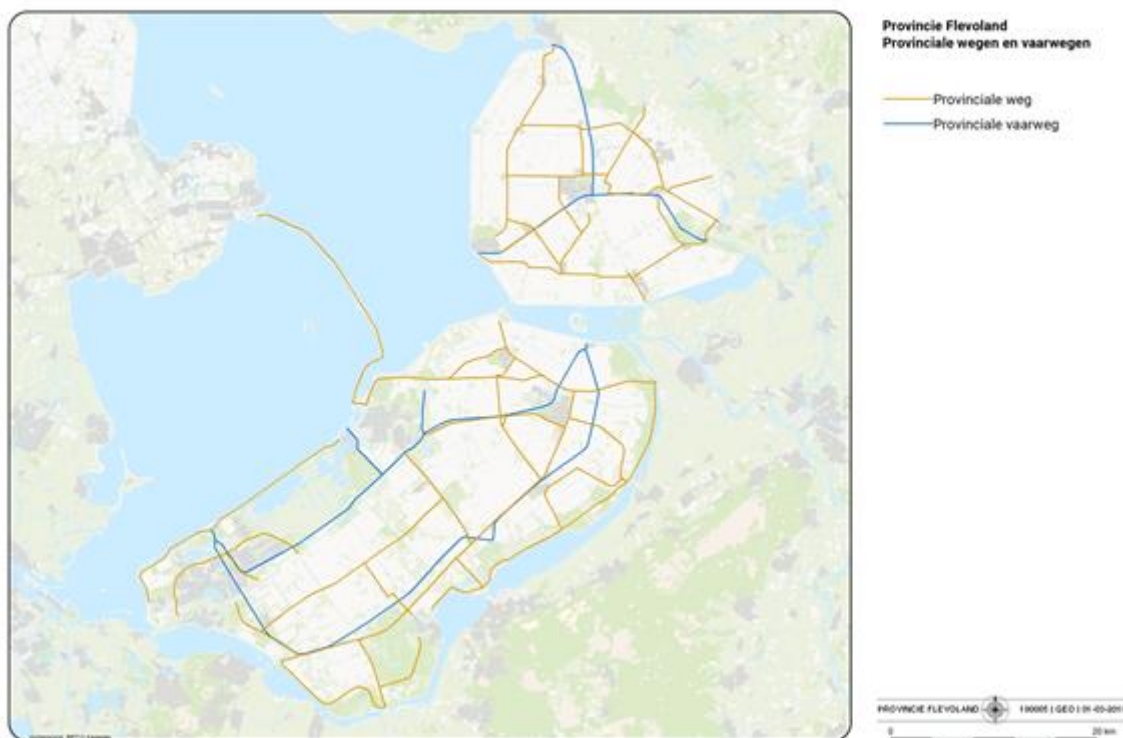 Provincie Flevoland
Provinciale wegen en vaarwegen
Provinciale weg
Provinciale vaarweg
PROVINCIE FLEVOLAND
0
20 km